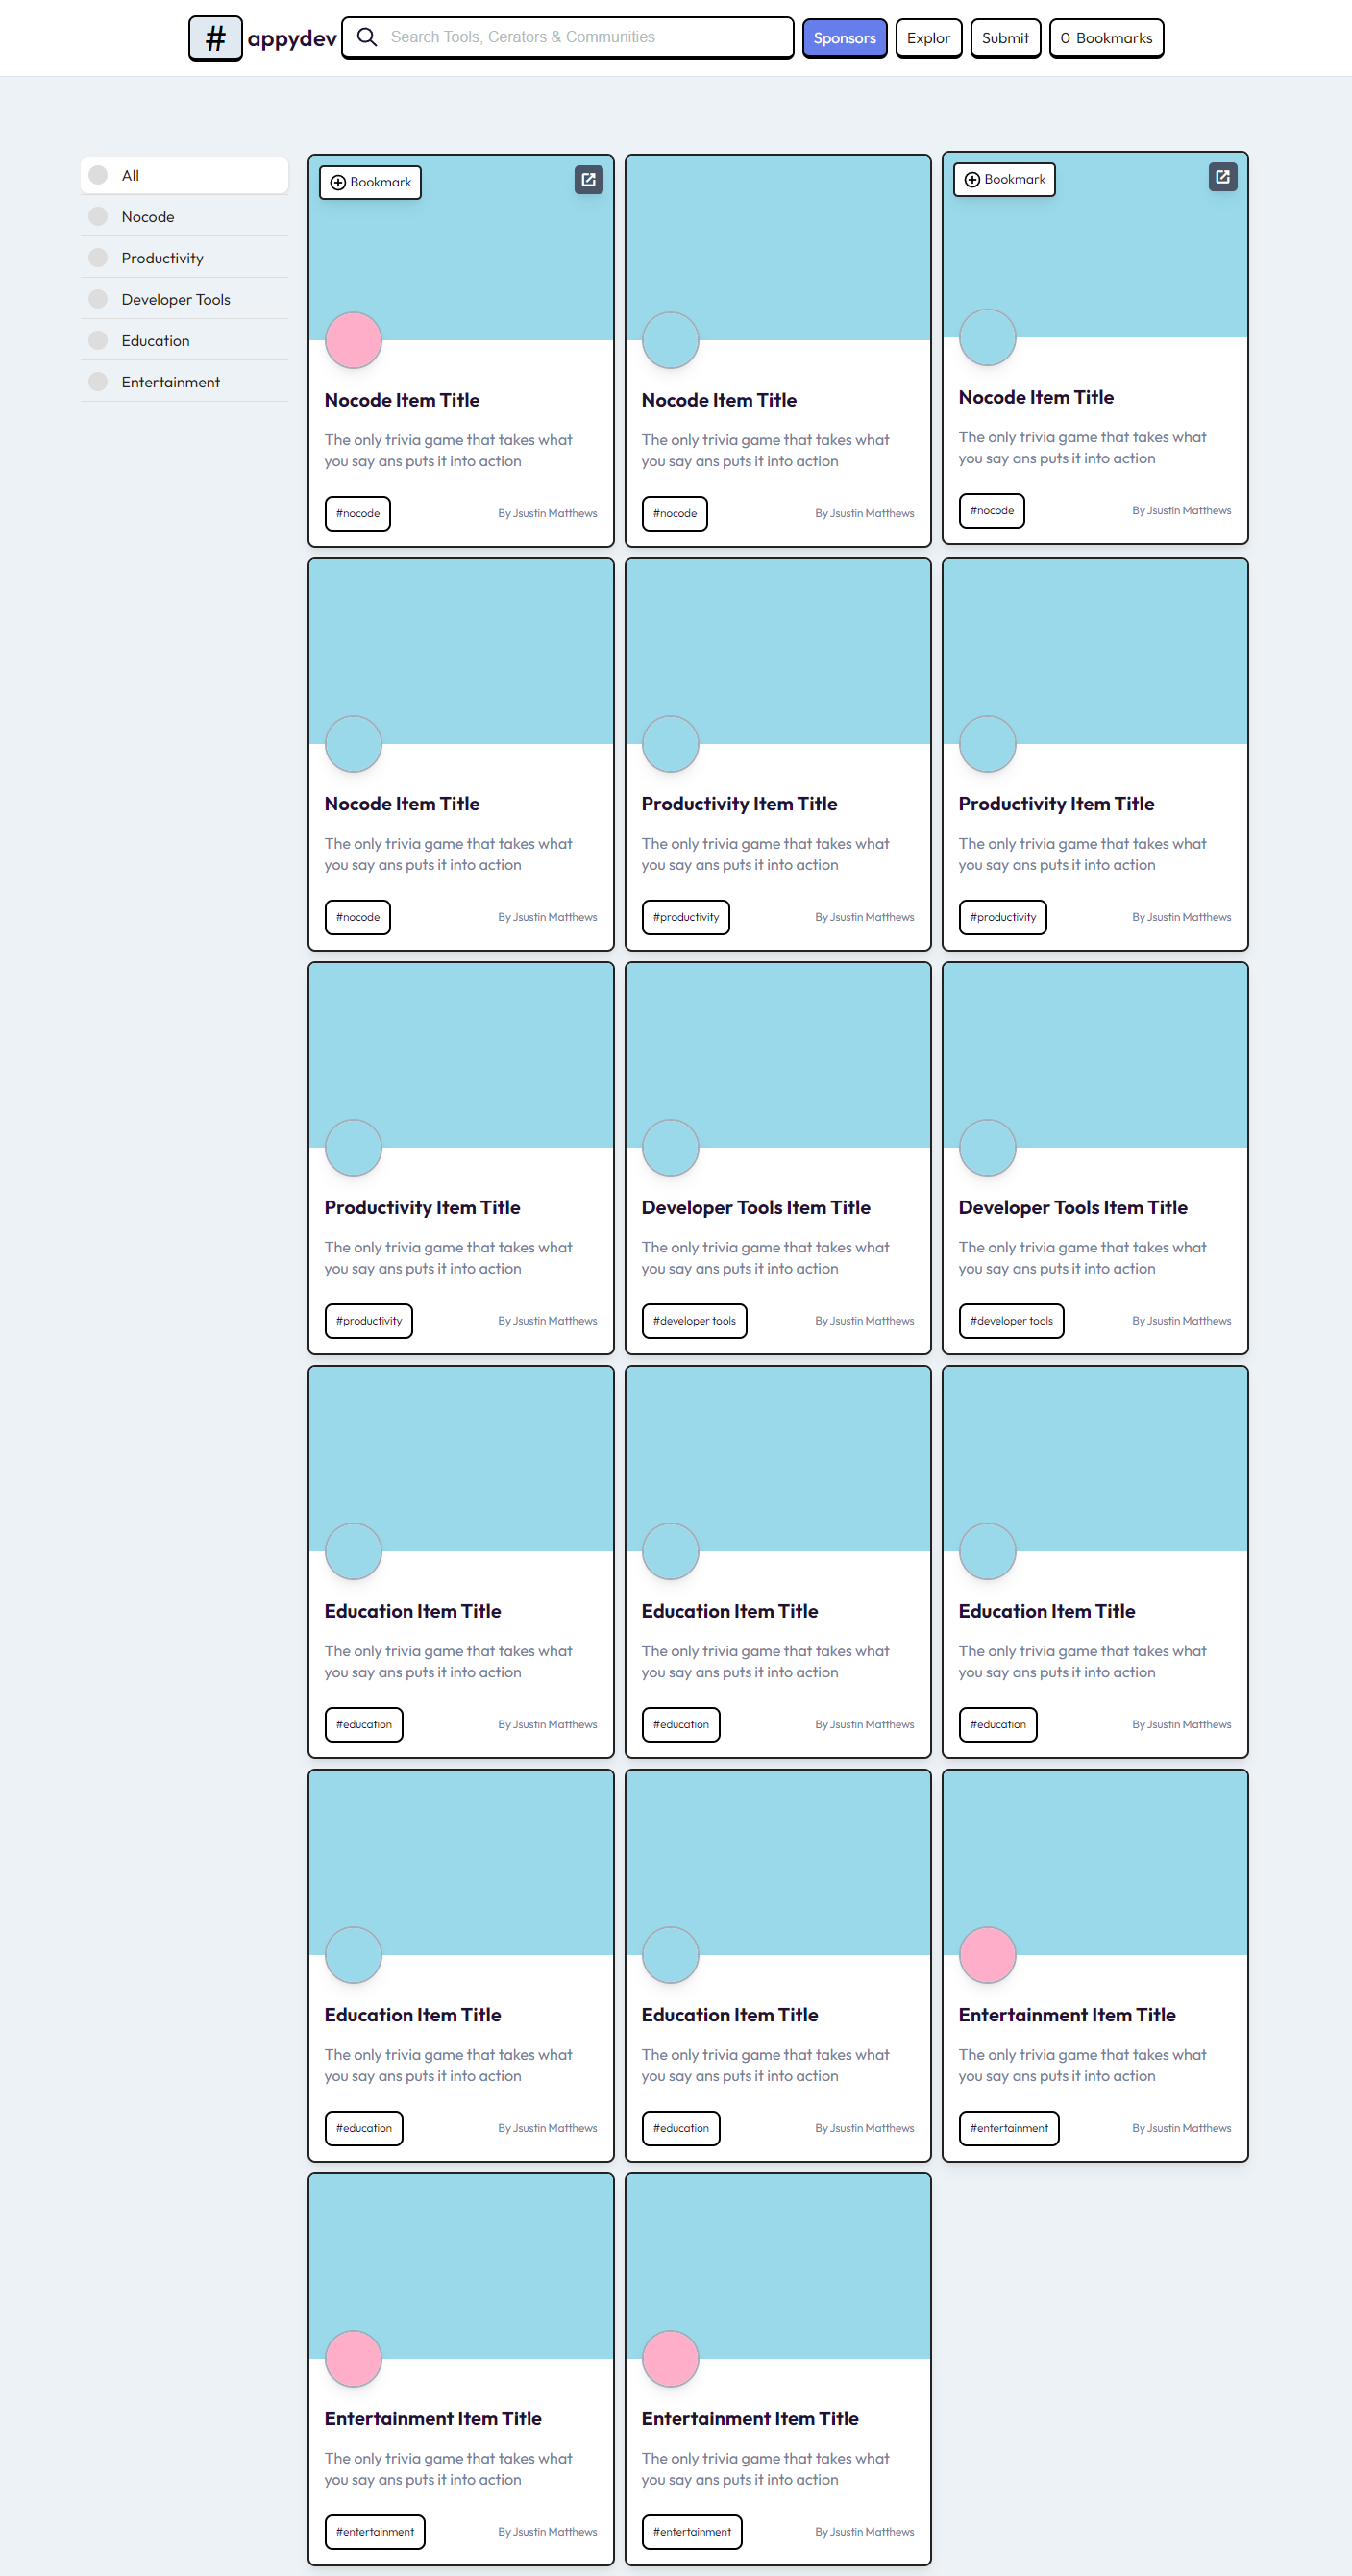 # appydev Search Tools, Cerators & Communities Sponsors Explor Submit 0 Bookmarks
All
Nocode
Productivity
Developer Tools
Education
Entertainment
Bookmark
Nocode Item Title
The only trivia game that takes what
you say ans puts it into action
#nocode By Jsustin Matthews
Nocode Item Title
The only trivia game that takes what
you say ans puts it into action
#nocode By Jsustin Matthews
Bookmark
Nocode Item Title
The only trivia game that takes what
you say ans puts it into action
#nocode By Jsustin Matthews
Nocode Item Title
The only trivia game that takes what
you say ans puts it into action
#nocode By Jsustin Matthews
Productivity Item Title
The only trivia game that takes what
you say ans puts it into action
#productivity By Jsustin Matthews
Productivity Item Title
The only trivia game that takes what
you say ans puts it into action
#productivity By Jsustin Matthews
Productivity Item Title
The only trivia game that takes what
you say ans puts it into action
#productivity By Jsustin Matthews
Developer Tools Item Title
The only trivia game that takes what
you say ans puts it into action
#developer tools By Jsustin Matthews
Developer Tools Item Title
The only trivia game that takes what
you say ans puts it into action
#developer tools By Jsustin Matthews
Education Item Title
The only trivia game that takes what
you say ans puts it into action
#education By Jsustin Matthews
Education Item Title
The only trivia game that takes what
you say ans puts it into action
#education By Jsustin Matthews
Education Item Title
The only trivia game that takes what
you say ans puts it into action
#education By Jsustin Matthews
Education Item Title
The only trivia game that takes what
you say ans puts it into action
#education By Jsustin Matthews
Education Item Title
The only trivia game that takes what
you say ans puts it into action
#education By Jsustin Matthews
Entertainment Item Title
The only trivia game that takes what
you say ans puts it into action
#entertainment By Jsustin Matthews
Entertainment Item Title
The only trivia game that takes what
you say ans puts it into action
#entertainment By Jsustin Matthews
Entertainment Item Title
The only trivia game that takes what
you say ans puts it into action
#entertainment By Jsustin Matthews